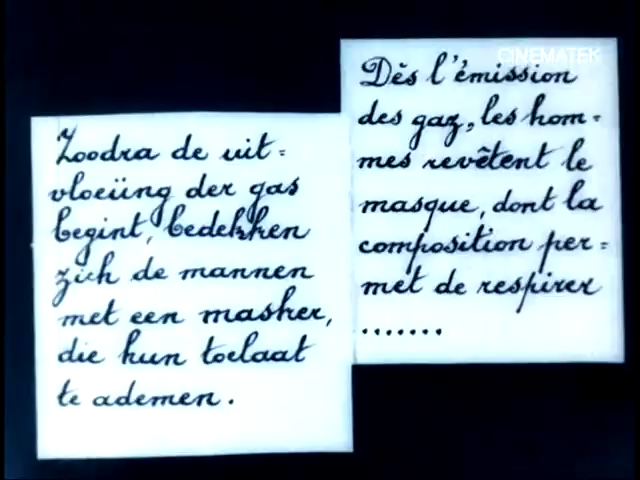 CINEMATEK
Zoodra de uit=
vloeiïng der gas
begint, bedekken
zich de mannen
met een masker,
die hun toelaat
te ademen.
Dès l'émission
des gaz, les hom=
mes revêtent le
masque, dont la
composition per=
met de respirer
.......